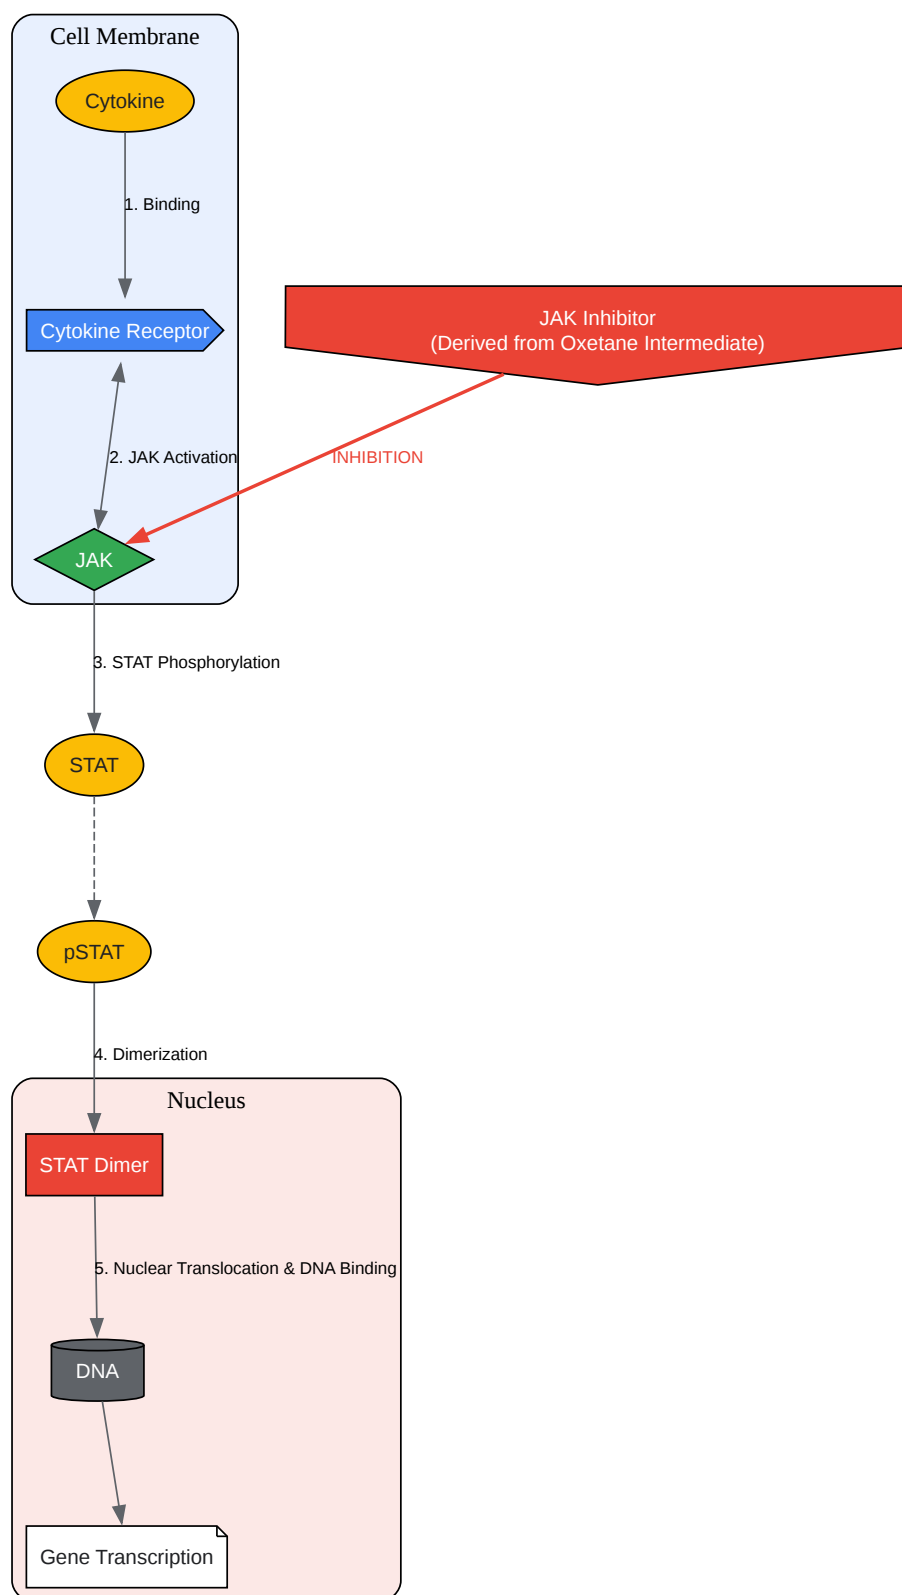 Cell Membrane
Cytokine
1. Binding
Cytokine Receptor
JAK Inhibitor
(Derived from Oxetane Intermediate)
2. JAK Activation
INHIBITION
JAK
3. STAT Phosphorylation
STAT
pSTAT
4. Dimerization
Nucleus
STAT Dimer
5. Nuclear Translocation & DNA Binding
DNA
Gene Transcription